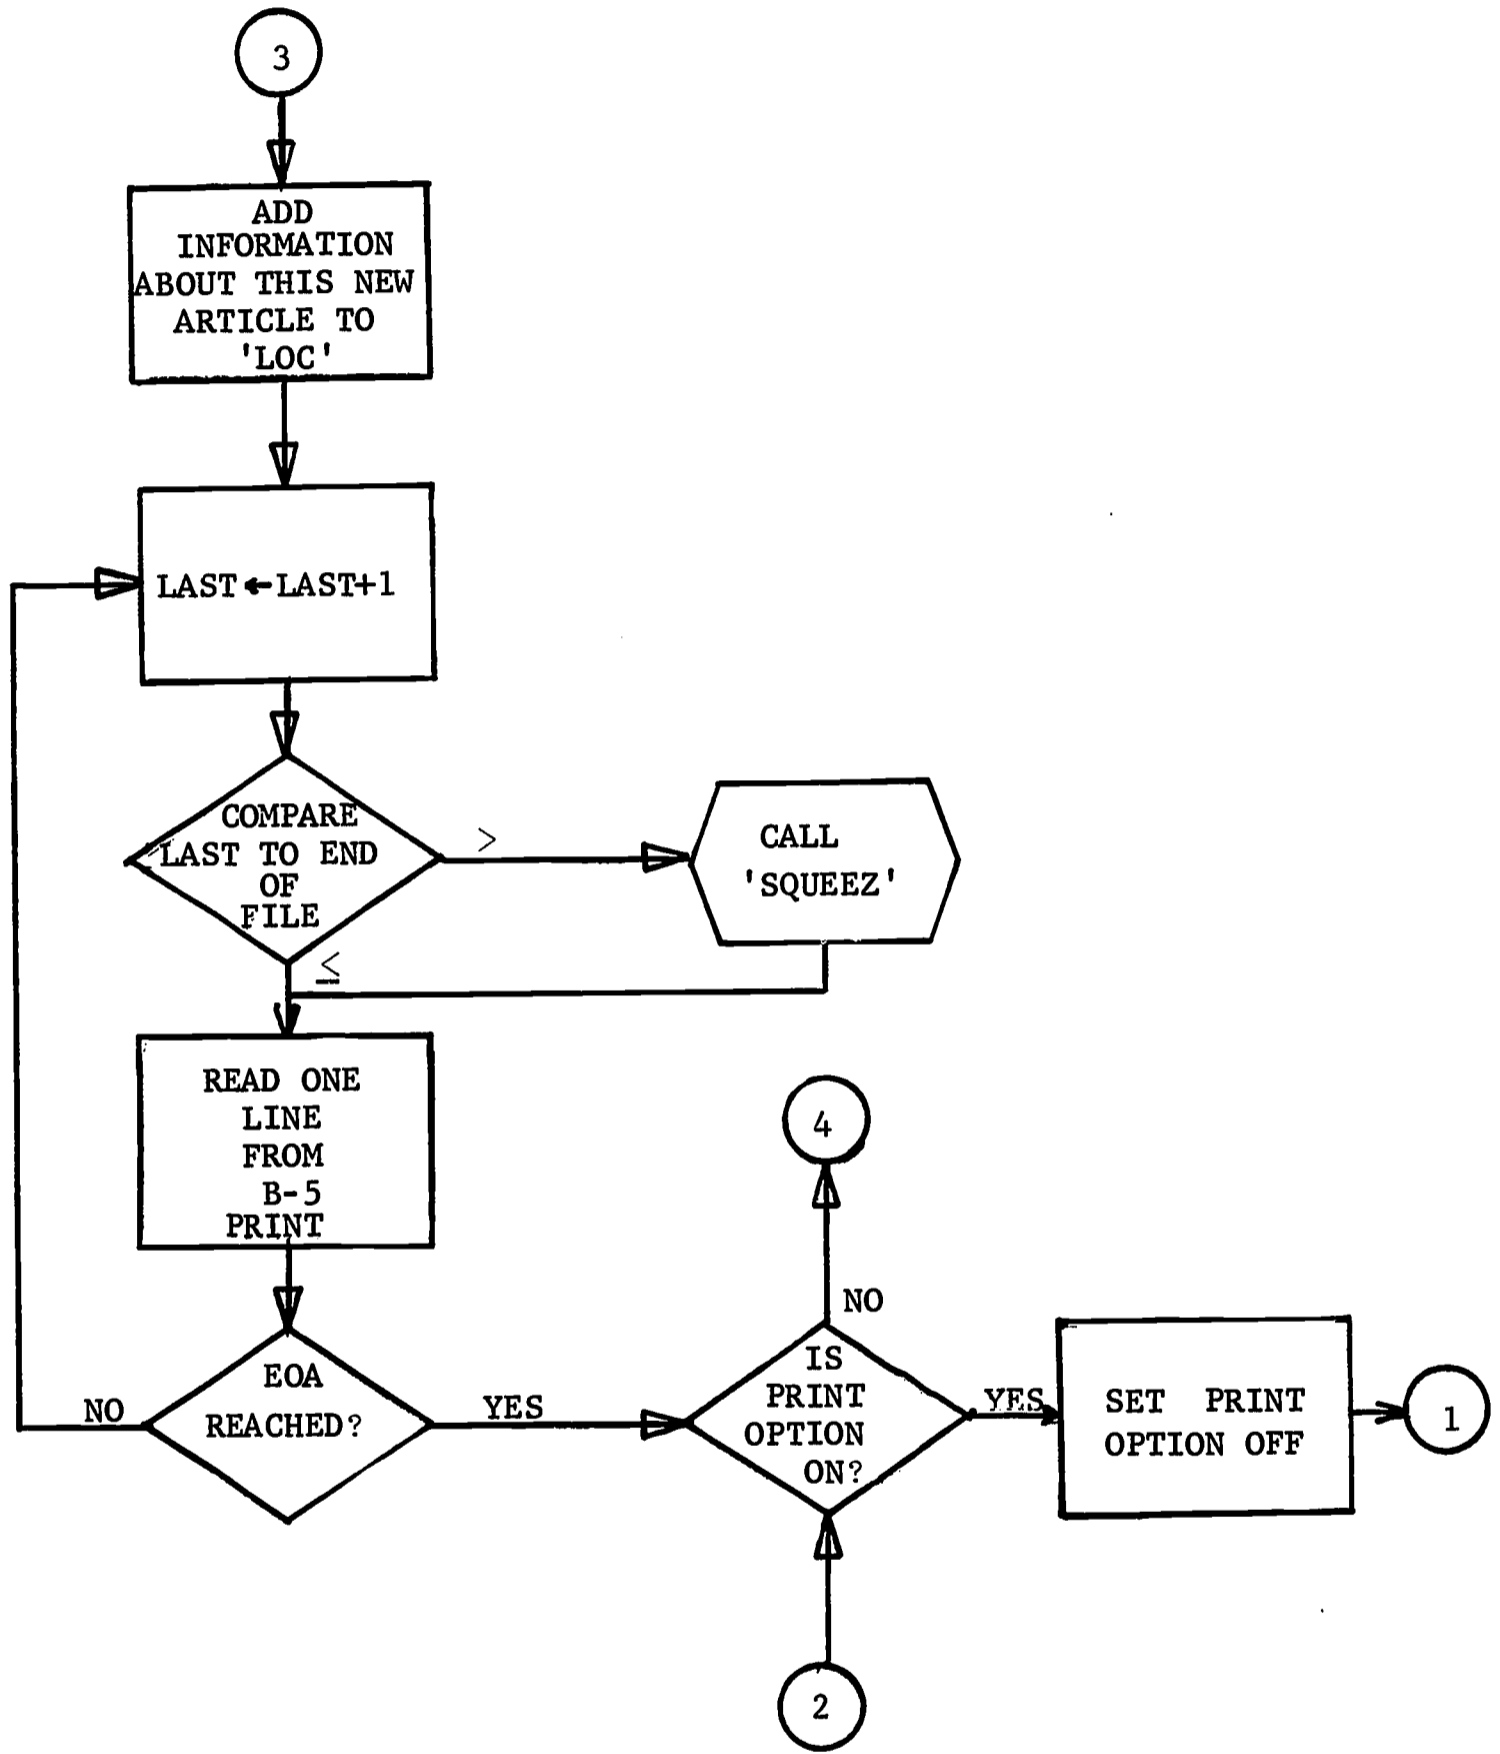 3
ADD
INFORMATION
ABOUT THIS NEW
ARTICLE TO
'LOC'
LAST←LAST+1
COMPARE
LAST TO END
OF
FILE
>
CALL
'SQUEEZ'
≤
READ ONE
LINE
FROM
B-5
PRINT
EOA
REACHED?
NO
YES
4
NO
IS
PRINT
OPTION
ON?
YES
SET PRINT
OPTION OFF
1
2